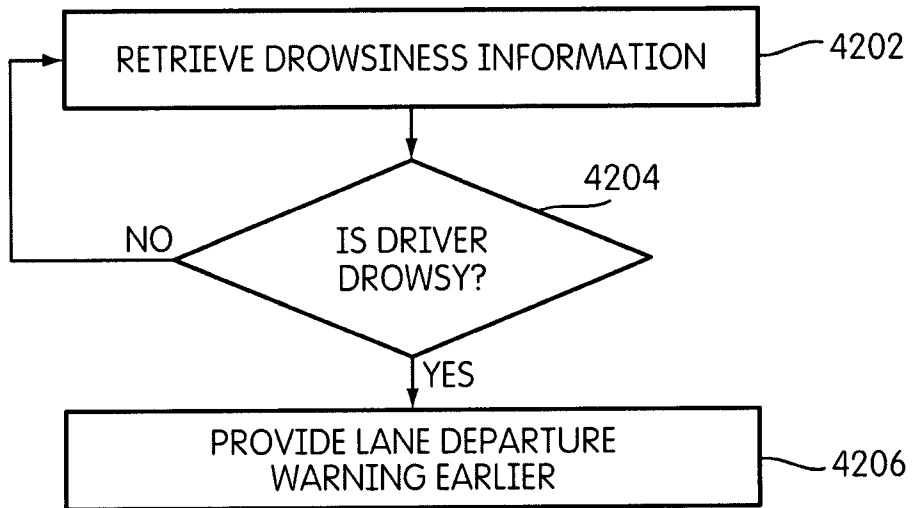 RETRIEVE DROWSINESS INFORMATION
4202
4204
IS DRIVER
DROWSY?
NO
YES
PROVIDE LANE DEPARTURE
WARNING EARLIER
4206